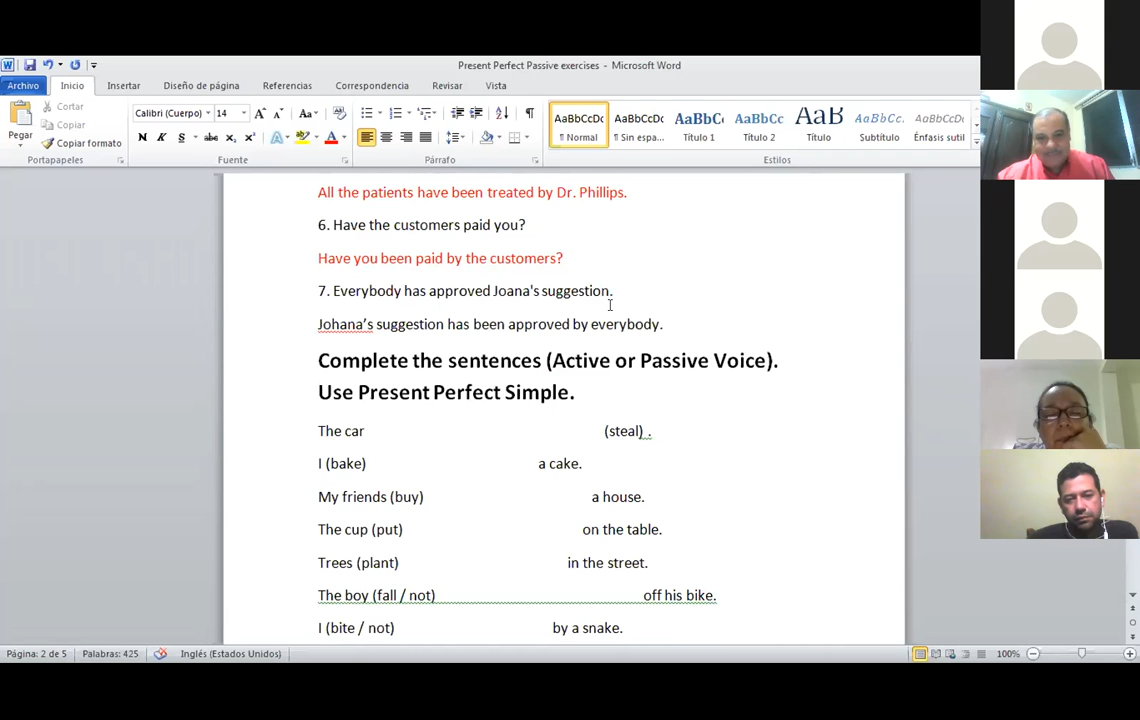 Present Perfect Passive exercises - Microsoft Word
Archivo Inicio Insertar Diseño de página Referencias Correspondencia Revisar Vista
Pegar
Cortar
Copiar
Copiar formato
Portapapeles
Calibri (Cuerpo) 14
N K S abc x₂ x²
Fuente
Párrafo
AaBbCcDc AaBbCcDc AaBbC AaBbCc AaB AaBbCc. AaBbCcDc
¶ Normal ¶ Sin espa... Título 1 Título 2 Título Subtítulo Énfasis sutil
Estilos
All the patients have been treated by Dr. Phillips.
6. Have the customers paid you?
Have you been paid by the customers?
7. Everybody has approved Joana's suggestion.
Johana’s suggestion has been approved by everybody.
Complete the sentences (Active or Passive Voice).
Use Present Perfect Simple.
The car (steal) .
I (bake) a cake.
My friends (buy) a house.
The cup (put) on the table.
Trees (plant) in the street.
The boy (fall / not) off his bike.
I (bite / not) by a snake.
Página: 2 de 5 Palabras: 425 Inglés (Estados Unidos) 100%